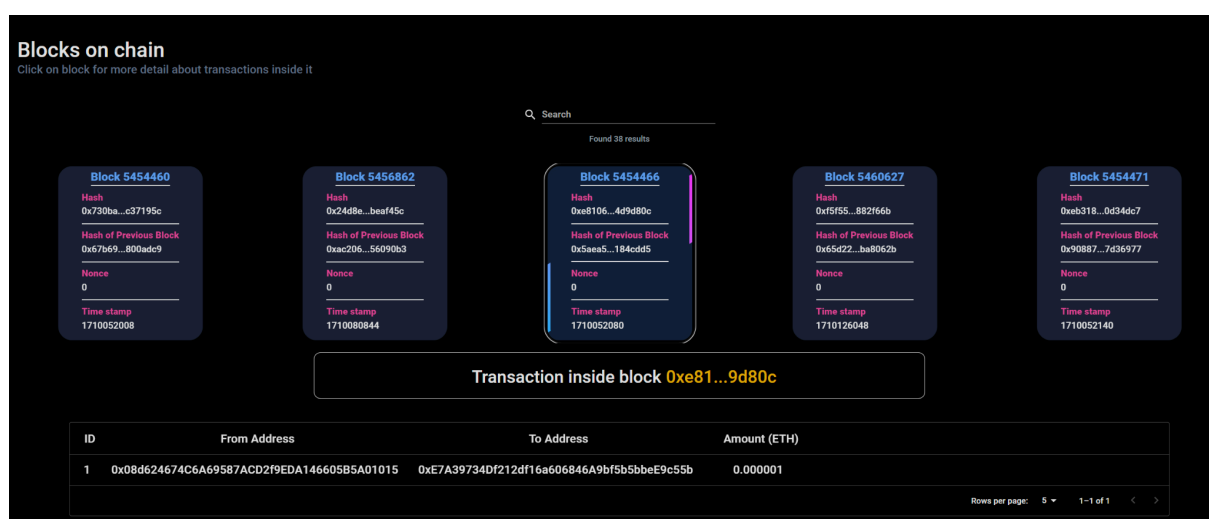 Blocks on chain
Click on block for more detail about transactions inside it
Search
Found 38 results
Block 5454460
Hash
0x730ba...c37195c
Hash of Previous Block
0x67b69...800adc9
Nonce
0
Time stamp
1710052008
Block 5456862
Hash
0x24d8e...beaf45c
Hash of Previous Block
0xac206...56090b3
Nonce
0
Time stamp
1710080844
Block 5454466
Hash
0xe8106...4d9d80c
Hash of Previous Block
0x5aea5...184cdd5
Nonce
0
Time stamp
1710052080
Block 5460627
Hash
0xf5f55...882f66b
Hash of Previous Block
0x65d22...ba8062b
Nonce
0
Time stamp
1710126048
Block 5454471
Hash
0xeb318...0d34dc7
Hash of Previous Block
0x90887...7d36977
Nonce
0
Time stamp
1710052140
Transaction inside block 0xe81...9d80c
ID From Address To Address Amount (ETH)
1 0x08d624674C6A69587ACD2f9EDA146605B5A01015 0xE7A39734Df212df16a606846A9bf5b5bbeE9c55b 0.000001
Rows per page: 5 1–1 of 1